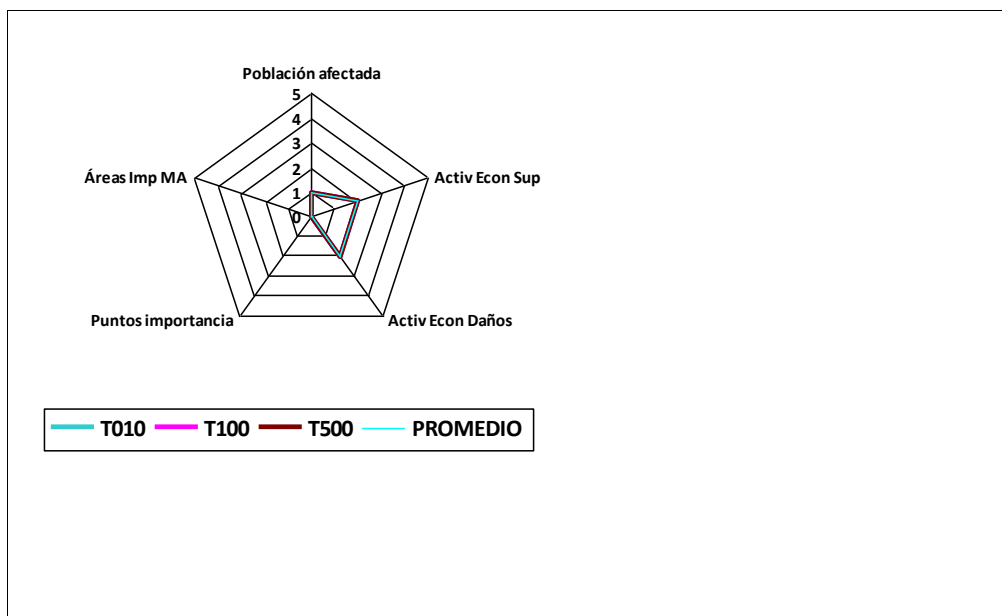 Población afectada
5
4
3
2
1
0
Áreas Imp MA
Activ Econ Sup
Puntos importancia
Activ Econ Daños
T010 T100 T500 PROMEDIO